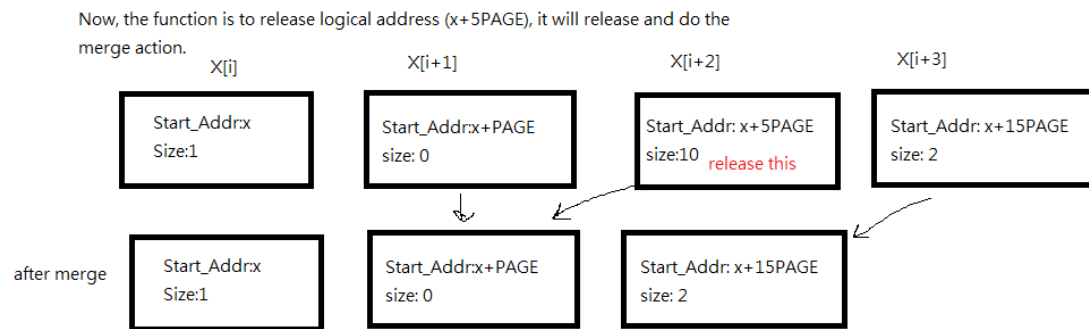 Now, the function is to release logical address (x+5PAGE), it will release and do the
merge action.
X[i]
X[i+1]
X[i+2]
X[i+3]
Start_Addr:x
Size:1
Start_Addr:x+PAGE
size: 0
Start_Addr: x+5PAGE
size:10
release this
Start_Addr: x+15PAGE
size: 2
after merge
Start_Addr:x
Size:1
Start_Addr:x+PAGE
size: 0
Start_Addr: x+15PAGE
size: 2